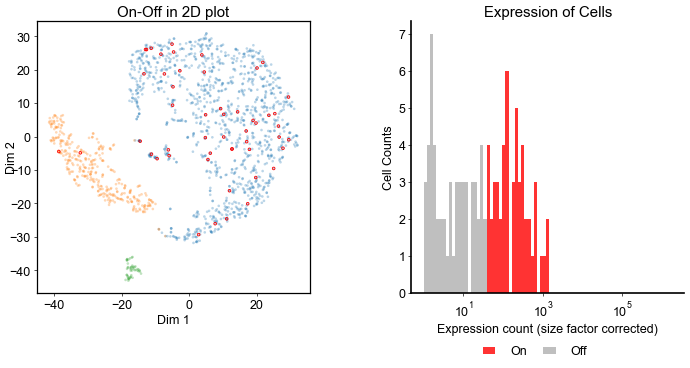 On-Off in 2D plot
Dim 2
30
20
10
0
−10
−20
−30
−40
−40
−20
0
20
Dim 1
Expression of Cells
Cell Counts
7
6
5
4
3
2
1
0
10¹
10³
10⁵
Expression count (size factor corrected)
On
Off